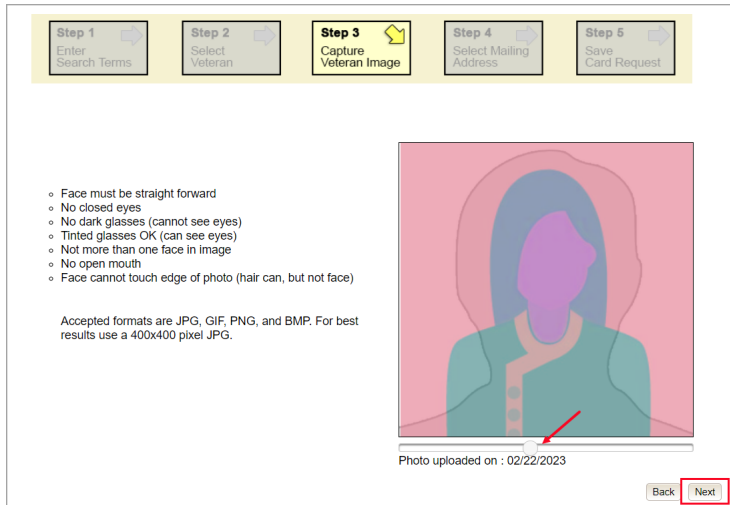 Step 1
Enter
Search Terms
Step 2
Select
Veteran
Step 3
Capture
Veteran Image
Step 4
Select Mailing
Address
Step 5
Save
Card Request
Face must be straight forward
No closed eyes
No dark glasses (cannot see eyes)
Tinted glasses OK (can see eyes)
Not more than one face in image
No open mouth
Face cannot touch edge of photo (hair can, but not face)
Accepted formats are JPG, GIF, PNG, and BMP. For best
results use a 400x400 pixel JPG.
Photo uploaded on : 02/22/2023
Back Next